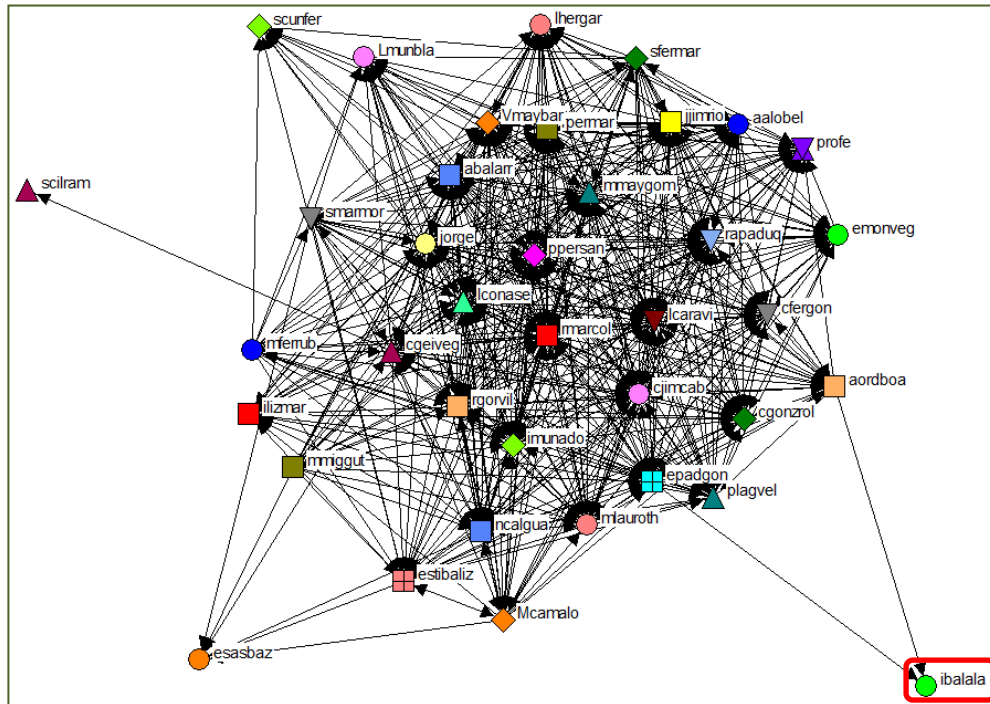 scunfer
lhergar
Lmunbla
sfermar
Vmaybar
permar
jjimrio
aalobel
profe
abalarr
mmaygom
scilram
smarmor
jorge
ppersan
rapaduq
emonveg
lconase
cfergon
rmarcol
lcaravi
mferrub
cgeiveg
cjimcab
aordboa
ilizmar
rgorvil
cgonzrol
imunado
mmiggut
epadgon
plagvel
ncalgua
mlauroth
estibaliz
Mcamalo
esasbaz
ibalala